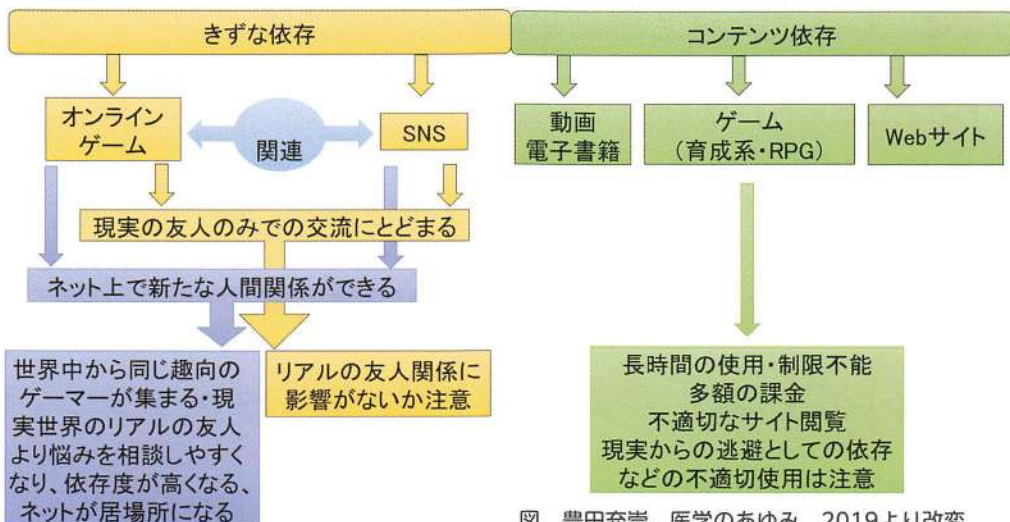 きずな依存
コンテンツ依存
オンライン
ゲーム
関連
SNS
動画
電子書籍
ゲーム
(育成系・RPG)
Webサイト
現実の友人のみでの交流にとどまる
ネット上で新たな人間関係ができる
世界中から同じ趣向の
ゲーマーが集まる・現
実世界のリアルの友人
より悩みを相談しやすく
なり、依存度が高くなる、
ネットが居場所になる
リアルの友人関係に
影響がないか注意
長時間の使用・制限不能
多額の課金
不適切なサイト閲覧
現実からの逃避としての依存
などの不適切使用は注意
図 豊田充崇 医学のあゆみ 2019より改変